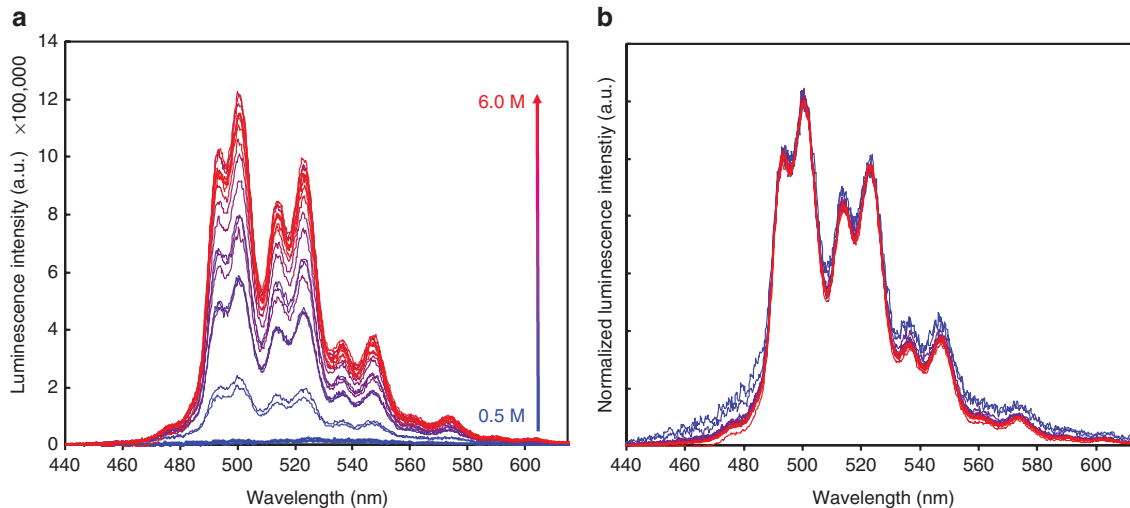 a
Luminescence intensity (a.u.) ×100,000
14
12
10
8
6
4
2
0
6.0 M
0.5 M
440 460 480 500 520 540 560 580 600
Wavelength (nm)
b
Normalized luminescence intenstiy (a.u.)
440 460 480 500 520 540 560 580 600
Wavelength (nm)